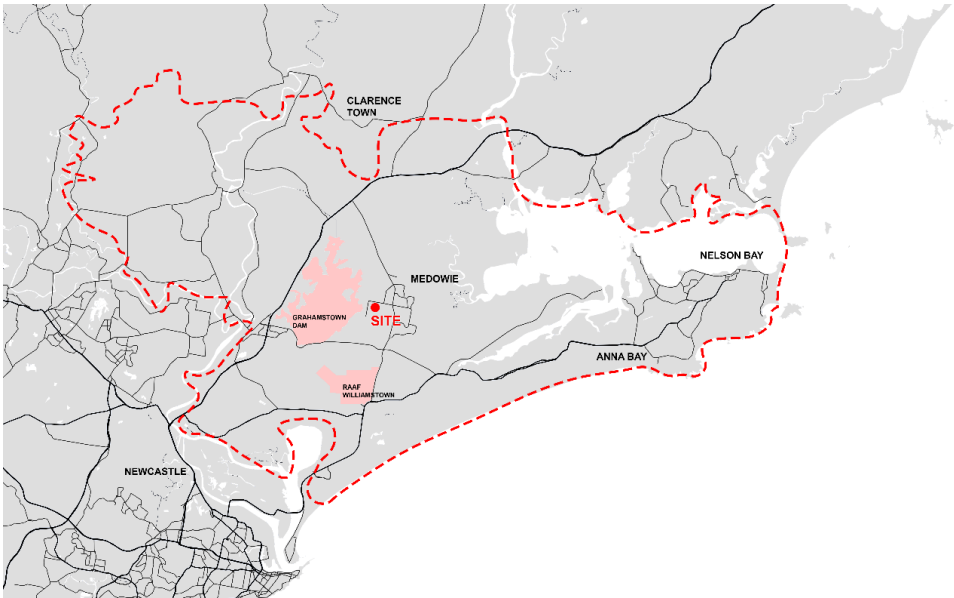 CLARENCE
TOWN
NELSON BAY
MEDOWIE
GRAHAMSTOWN
DAM
SITE
ANNA BAY
RAAF
WILLIAMSTOWN
NEWCASTLE